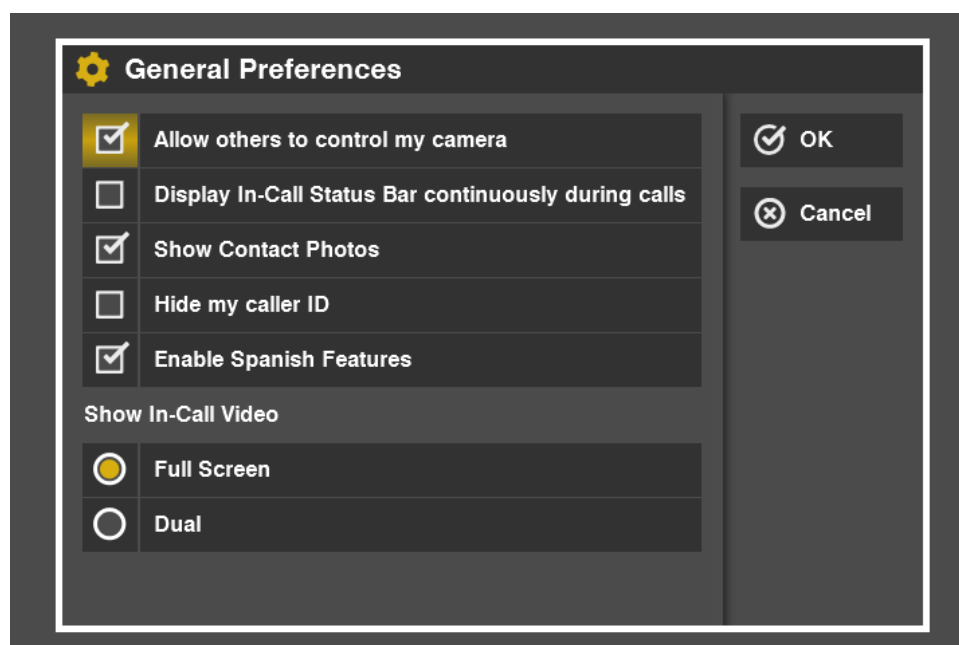 General Preferences
Allow others to control my camera
Display In-Call Status Bar continuously during calls
Show Contact Photos
Hide my caller ID
Enable Spanish Features
Show In-Call Video
Full Screen
Dual
OK
Cancel